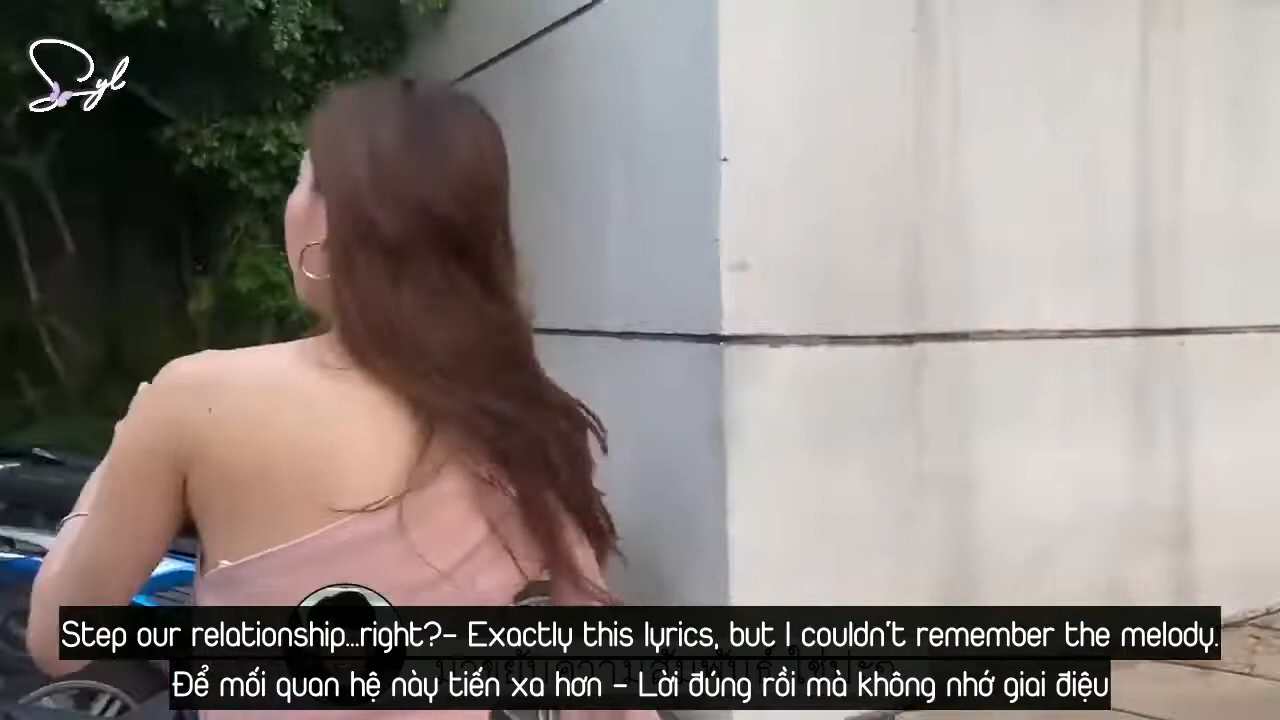 Syl
Step our relationship...right?- Exactly this lyrics, but I couldn't remember the melody.
Để mối quan hệ này tiến xa hơn - Lời đúng rồi mà không nhớ giai điệu